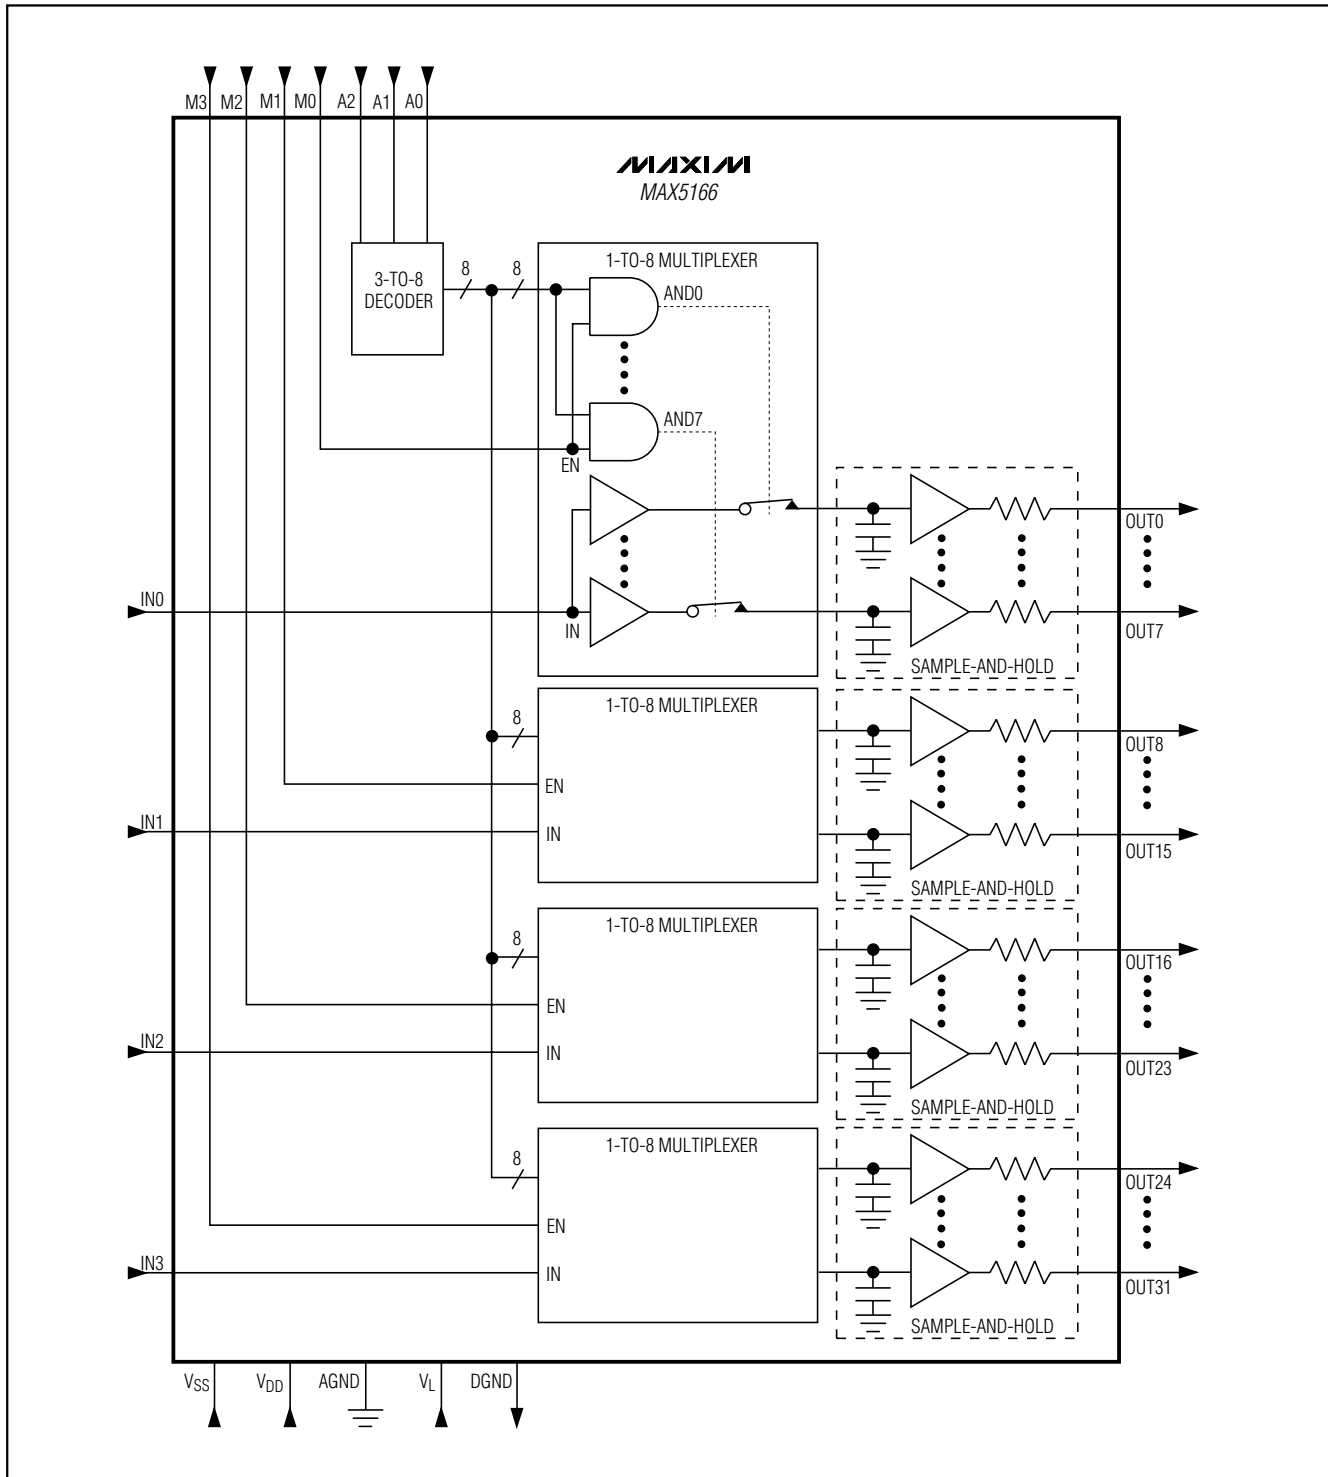 M3 M2 M1 M0 A2 A1 A0
MAXIM
MAX5166
3-TO-8
DECODER
8 8
1-TO-8 MULTIPLEXER
AND0
AND7
EN
IN0
IN
SAMPLE-AND-HOLD
OUT0
OUT7
8
1-TO-8 MULTIPLEXER
EN
IN1
IN
SAMPLE-AND-HOLD
OUT8
OUT15
8
1-TO-8 MULTIPLEXER
EN
IN2
IN
SAMPLE-AND-HOLD
OUT16
OUT23
8
1-TO-8 MULTIPLEXER
EN
IN3
IN
SAMPLE-AND-HOLD
OUT24
OUT31
VSS VDD AGND VL DGND